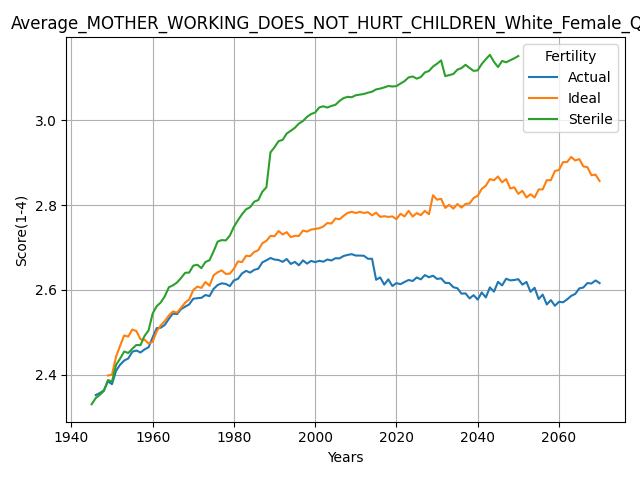 Average_MOTHER_WORKING_DOES_NOT_HURT_CHILDREN_White_Female_Q
Fertility
Actual
Ideal
Sterile
Score(1-4)
3.0
2.8
2.6
2.4
1940 1960 1980 2000 2020 2040 2060
Years